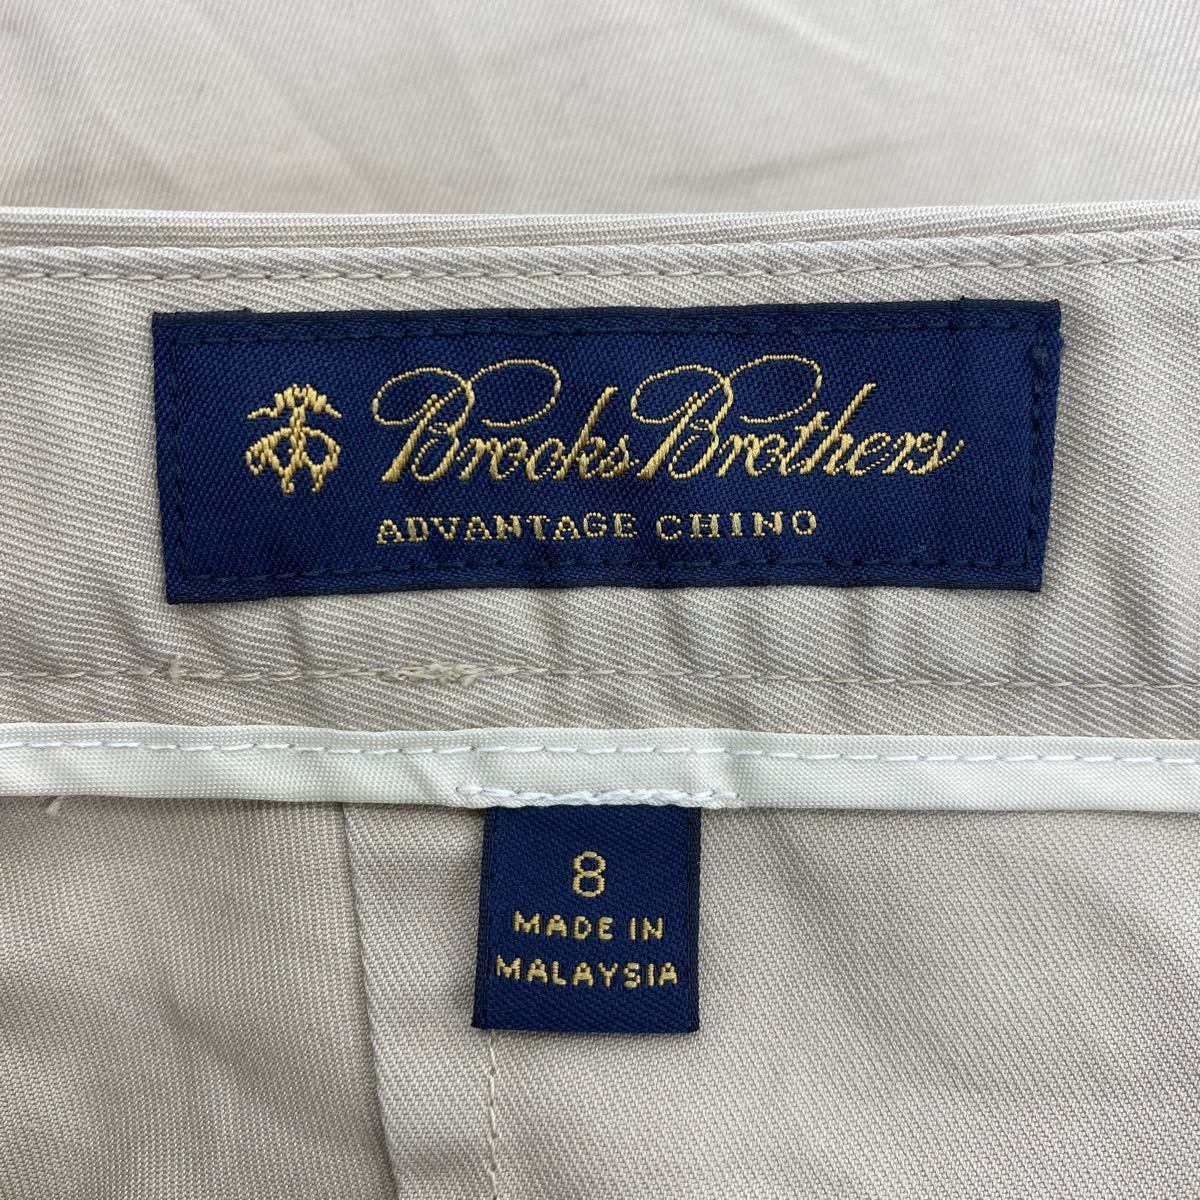 Brooks Brothers
ADVANTAGE CHINO
8
MADE IN
MALAYSIA